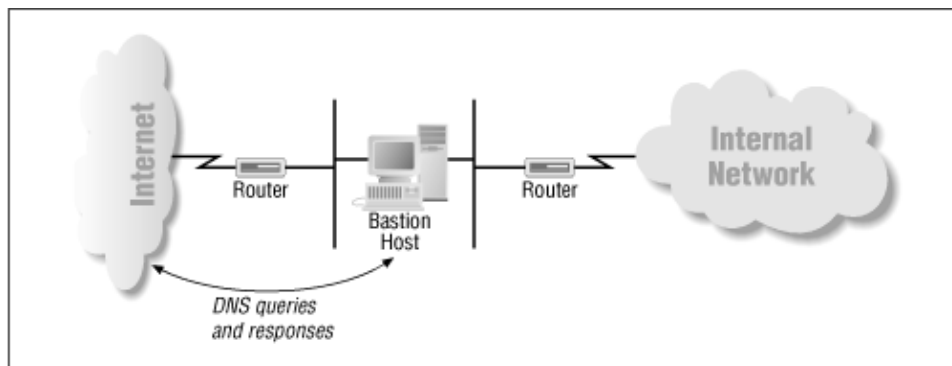 Internet
Router
Bastion
Host
Router
Internal
Network
DNS queries
and responses